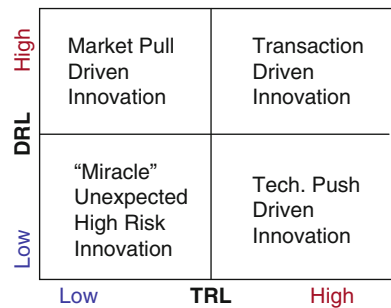 High
Market Pull
Driven
Innovation
Transaction
Driven
Innovation
DRL
Low
“Miracle”
Unexpected
High Risk
Innovation
Tech. Push
Driven
Innovation
Low
TRL
High